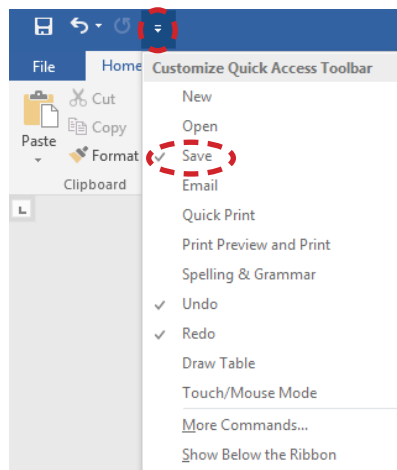 File
Home
Cut
Copy
Format
Paste
Clipboard
L
Customize Quick Access Toolbar
New
Open
Save
Email
Quick Print
Print Preview and Print
Spelling & Grammar
Undo
Redo
Draw Table
Touch/Mouse Mode
More Commands...
Show Below the Ribbon